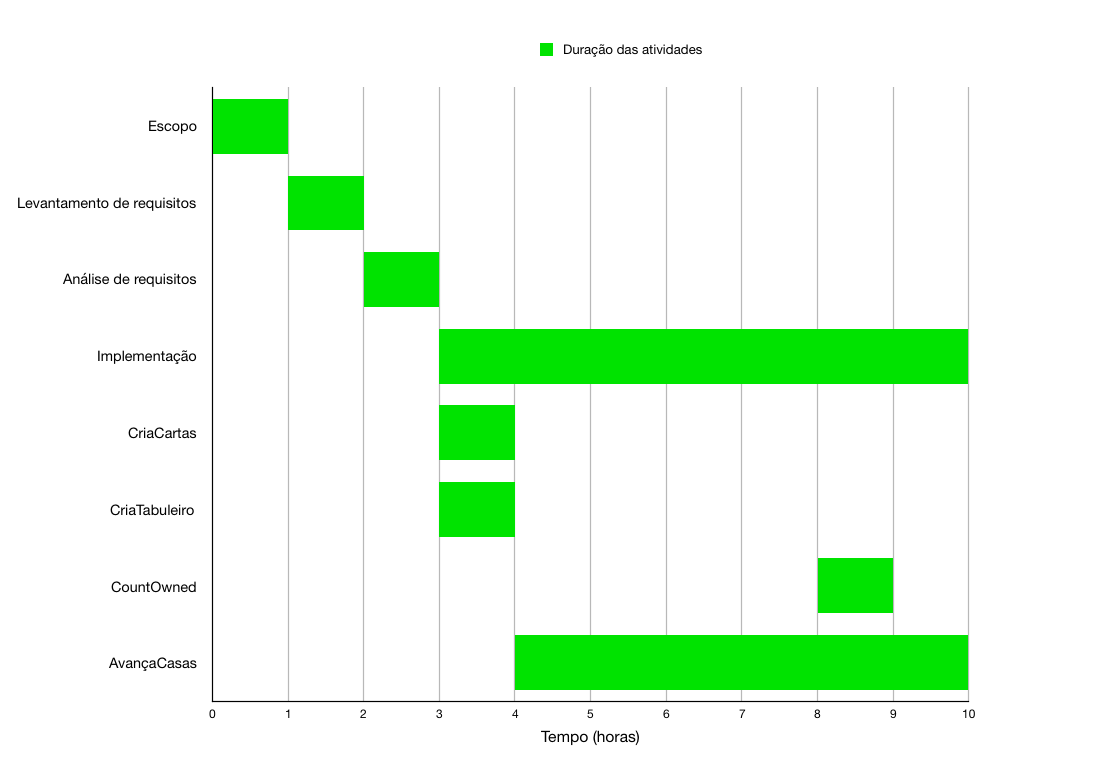 Duração das atividades
Escopo
Levantamento de requisitos
Análise de requisitos
Implementação
CriaCartas
CriaTabuleiro
CountOwned
AvançaCasas
0 1 2 3 4 5 6 7 8 9 10
Tempo (horas)